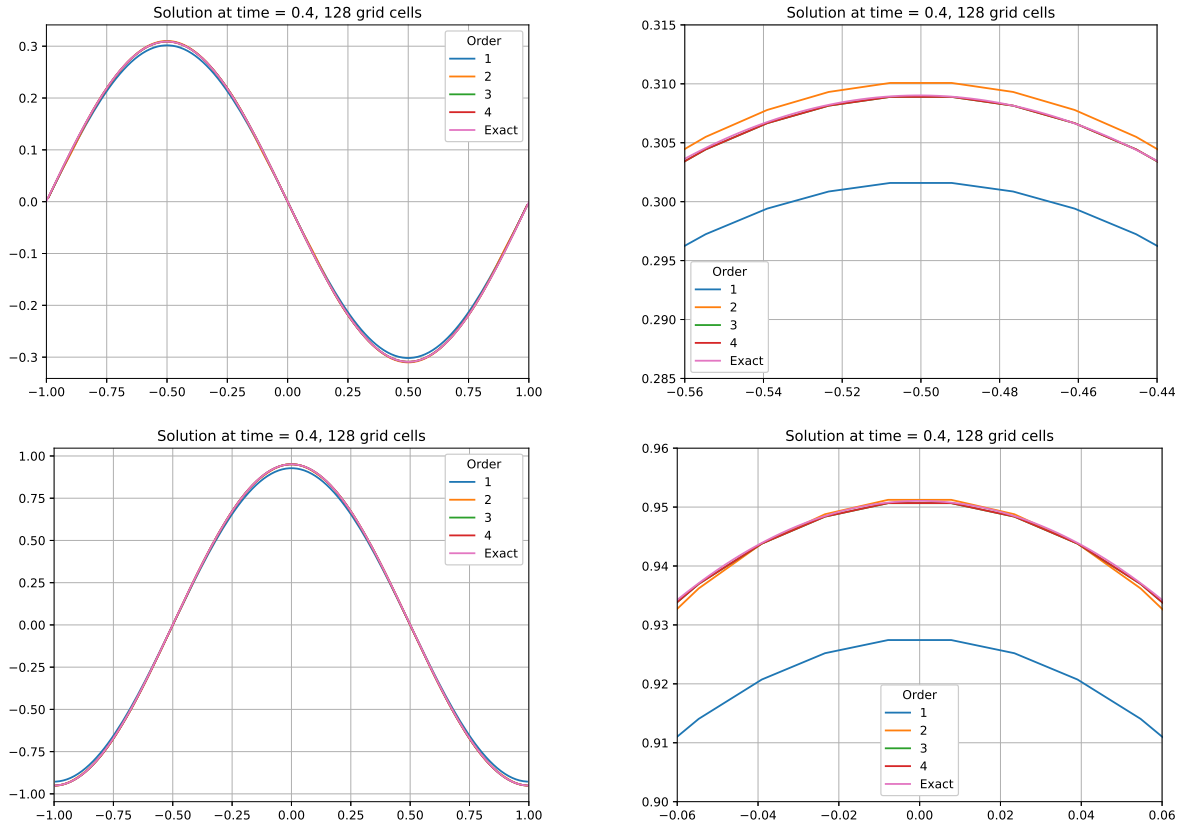 Solution at time = 0.4, 128 grid cells
0.3
0.2
0.1
0.0
−0.1
−0.2
−0.3
−1.00 −0.75 −0.50 −0.25 0.00 0.25 0.50 0.75 1.00
Order
1
2
3
4
Exact
Solution at time = 0.4, 128 grid cells
0.315
0.310
0.305
0.300
0.295
0.290
0.285
−0.56 −0.54 −0.52 −0.50 −0.48 −0.46 −0.44
Order
1
2
3
4
Exact
Solution at time = 0.4, 128 grid cells
1.00
0.75
0.50
0.25
0.00
−0.25
−0.50
−0.75
−1.00
−1.00 −0.75 −0.50 −0.25 0.00 0.25 0.50 0.75 1.00
Order
1
2
3
4
Exact
Solution at time = 0.4, 128 grid cells
0.96
0.95
0.94
0.93
0.92
0.91
0.90
−0.06 −0.04 −0.02 0.00 0.02 0.04 0.06
Order
1
2
3
4
Exact